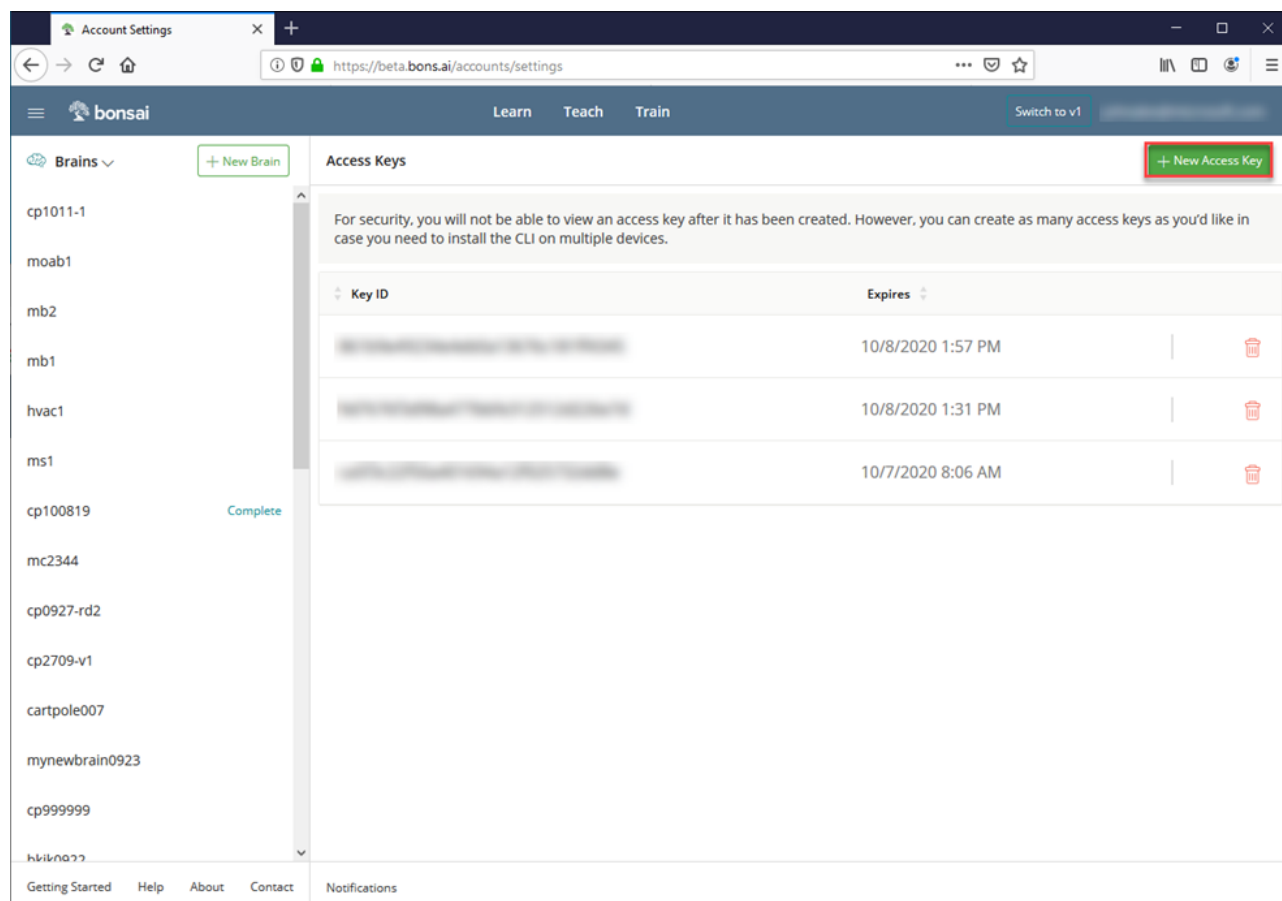 Account Settings
https://beta.bons.ai/accounts/settings
bonsai
Learn Teach Train
Switch to v1
Brains
+ New Brain
Access Keys
+ New Access Key
cp1011-1
moab1
mb2
mb1
hvac1
ms1
cp100819 Complete
mc2344
cp0927-rd2
cp2709-v1
cartpole007
mynewbrain0923
cp999999
For security, you will not be able to view an access key after it has been created. However, you can create as many access keys as you'd like in
case you need to install the CLI on multiple devices.
Key ID Expires
10/8/2020 1:57 PM
10/8/2020 1:31 PM
10/7/2020 8:06 AM
Getting Started Help About Contact
Notifications